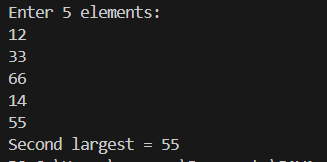 Enter 5 elements:
12
33
66
14
55
Second largest = 55